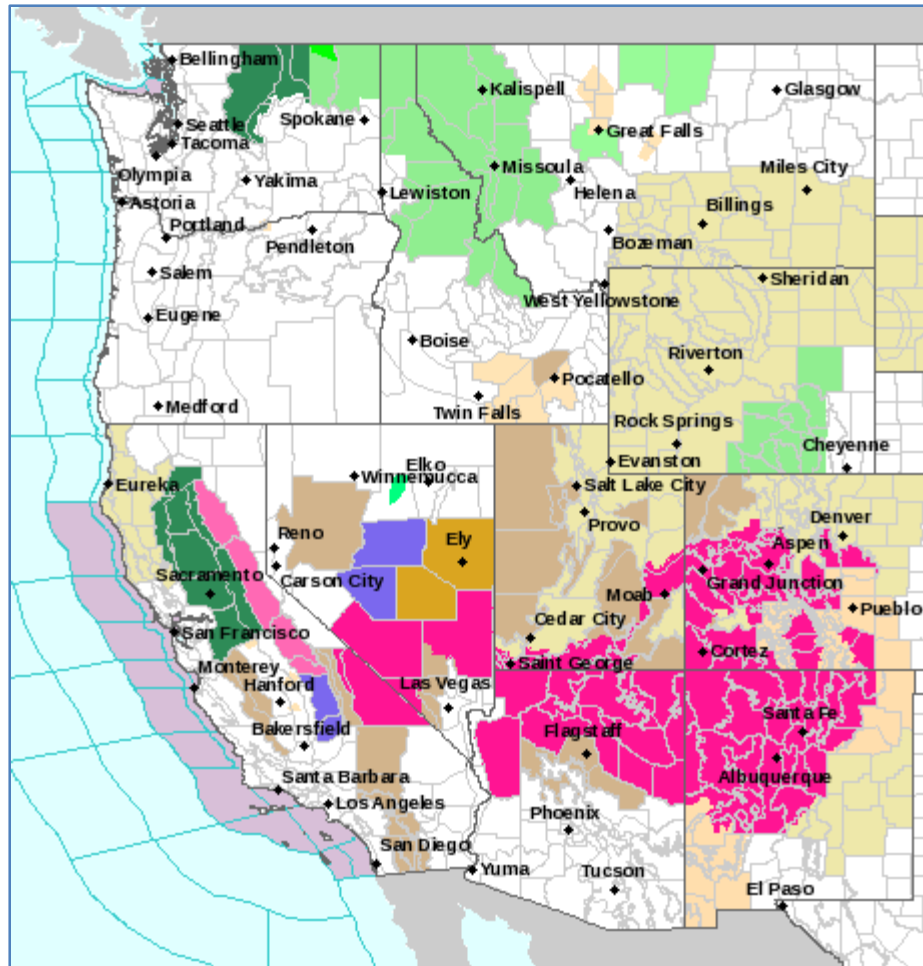 Bellingham
Kalispell
Glasgow
Seattle
Spokane
Great Falls
Tacoma
Olympia
Missoula
Miles City
Yakima
Lewiston
Helena
Astoria
Billings
Portland
Pendleton
Bozeman
Salem
Sheridan
West Yellowstone
Eugene
Boise
Riverton
Pocatello
Medford
Twin Falls
Rock Springs
Cheyenne
Elko
Evanston
Winnemucca
Eureka
Salt Lake City
Provo
Denver
Reno
Ely
Aspen
Sacramento
Carson City
Grand Junction
Moab
Pueblo
San Francisco
Cedar City
Cortez
Monterey
Saint George
Hanford
Las Vegas
Santa Fe
Bakersfield
Flagstaff
Albuquerque
Santa Barbara
Los Angeles
Phoenix
San Diego
Yuma
Tucson
El Paso